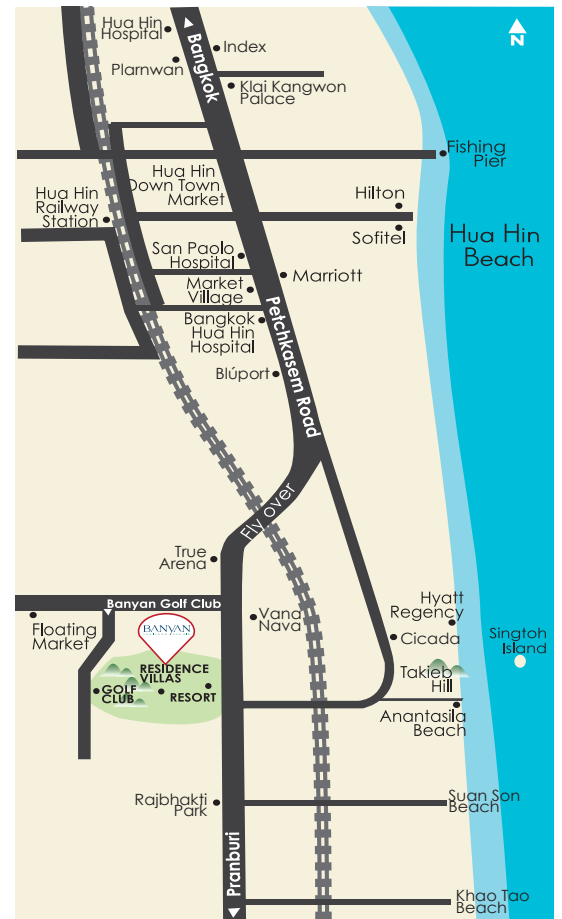 Hua Hin
Hospital
Index
N
Plarnwan
Bangkok
Klai Kangwon
Palace
Fishing
Pier
Hua Hin
Down Town
Market
Hua Hin
Railway
Station
Hilton
Sofitel
Hua Hin
Beach
San Paolo
Hospital
Marriott
Market
Village
Bangkok
Hua Hin
Hospital
Petchkasem Road
Blúport
Fly over
True
Arena
Banyan Golf Club
Floating
Market
BANYAN
Vana
Nava
Hyatt
Regency
Cicada
Singtoh
Island
RESIDENCE
VILLAS
GOLF
CLUB
RESORT
Takieb
Hill
Anantasila
Beach
Rajbhakti
Park
Suan Son
Beach
Pranburi
Khao Tao
Beach